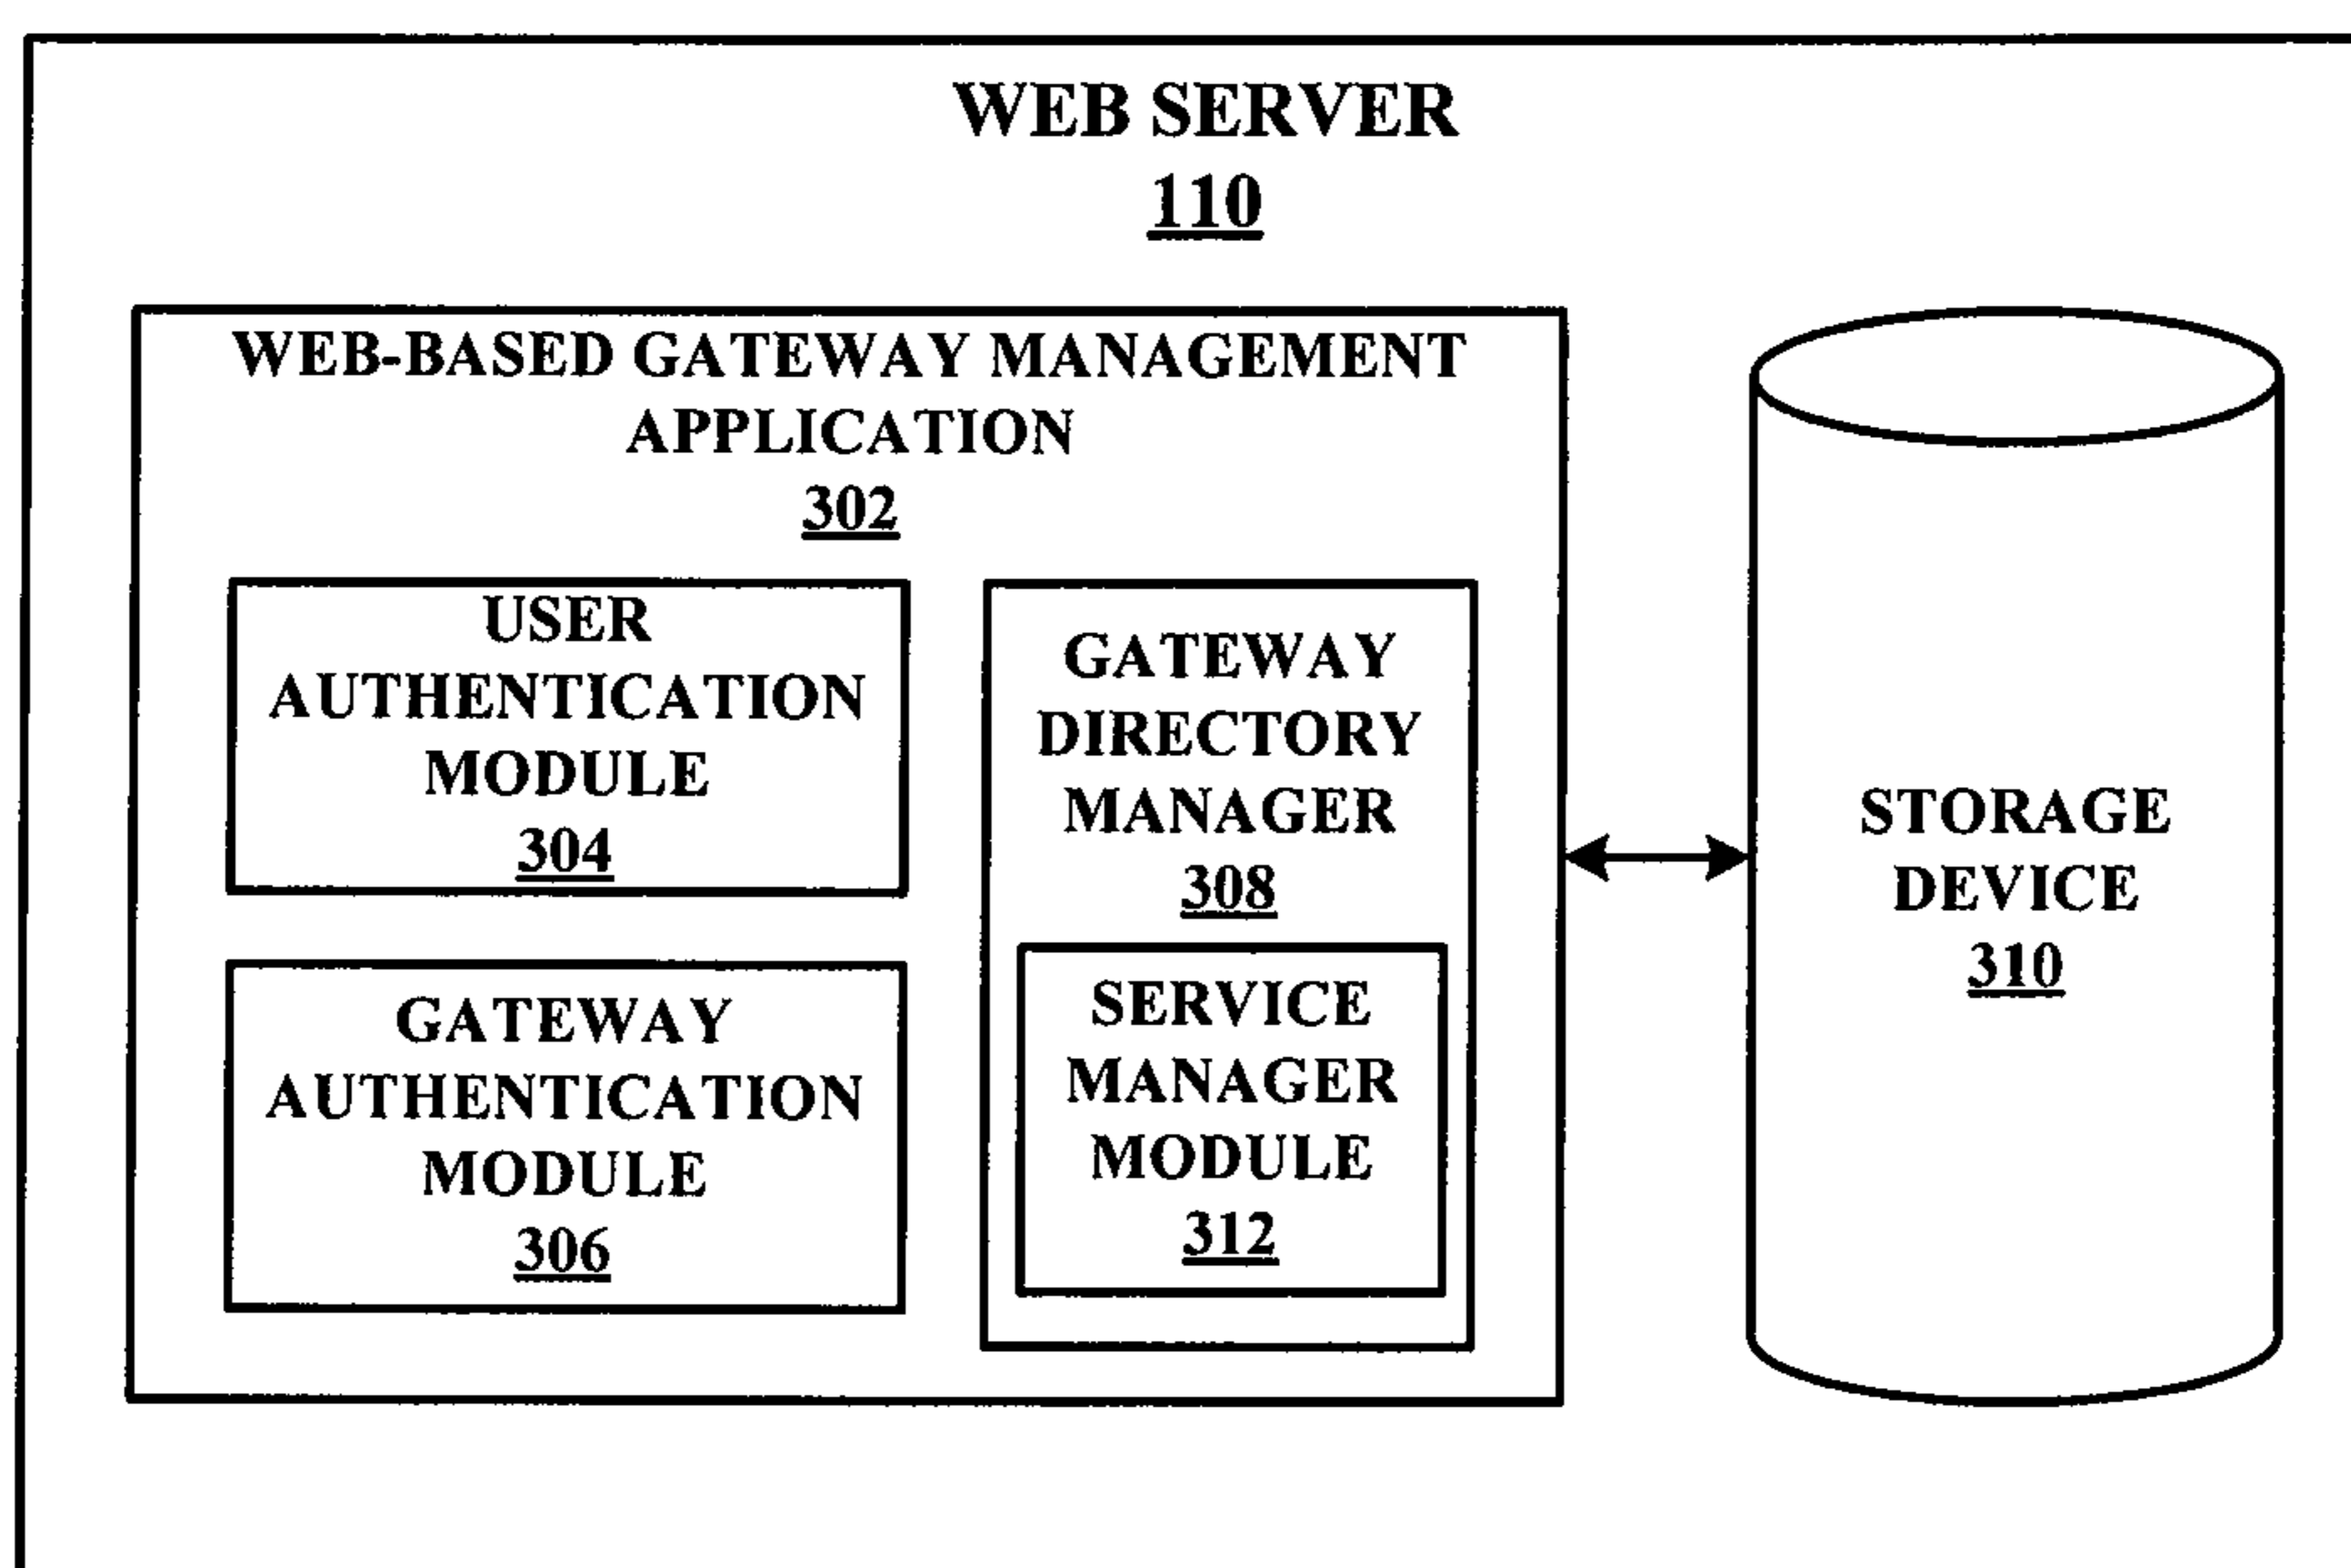 WEB SERVER
110
WEB-BASED GATEWAY MANAGEMENT
APPLICATION
302
USER
AUTHENTICATION
MODULE
304
GATEWAY
AUTHENTICATION
MODULE
306
GATEWAY
DIRECTORY
MANAGER
308
SERVICE
MANAGER
MODULE
312
STORAGE
DEVICE
310